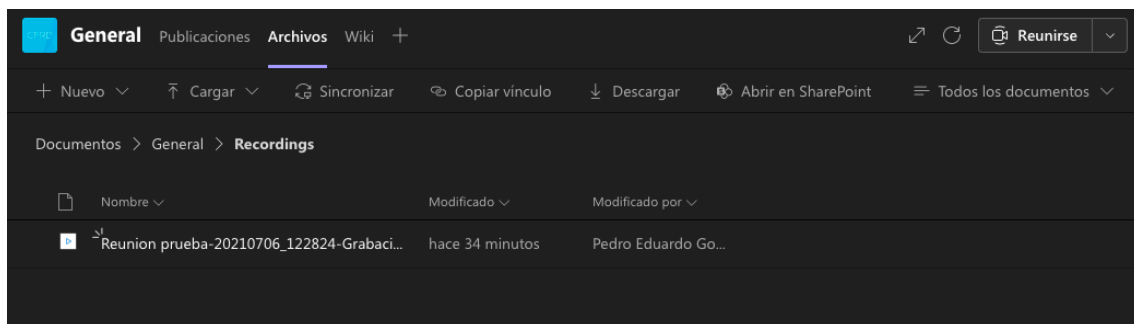 General Publicaciones Archivos Wiki Reunirse
Nuevo Cargar Sincronizar Copiar vínculo Descargar Abrir en SharePoint Todos los documentos
Documentos > General > Recordings
Nombre Modificado Modificado por
Reunion prueba-20210706_122824-Grabaci... hace 34 minutos Pedro Eduardo Go...